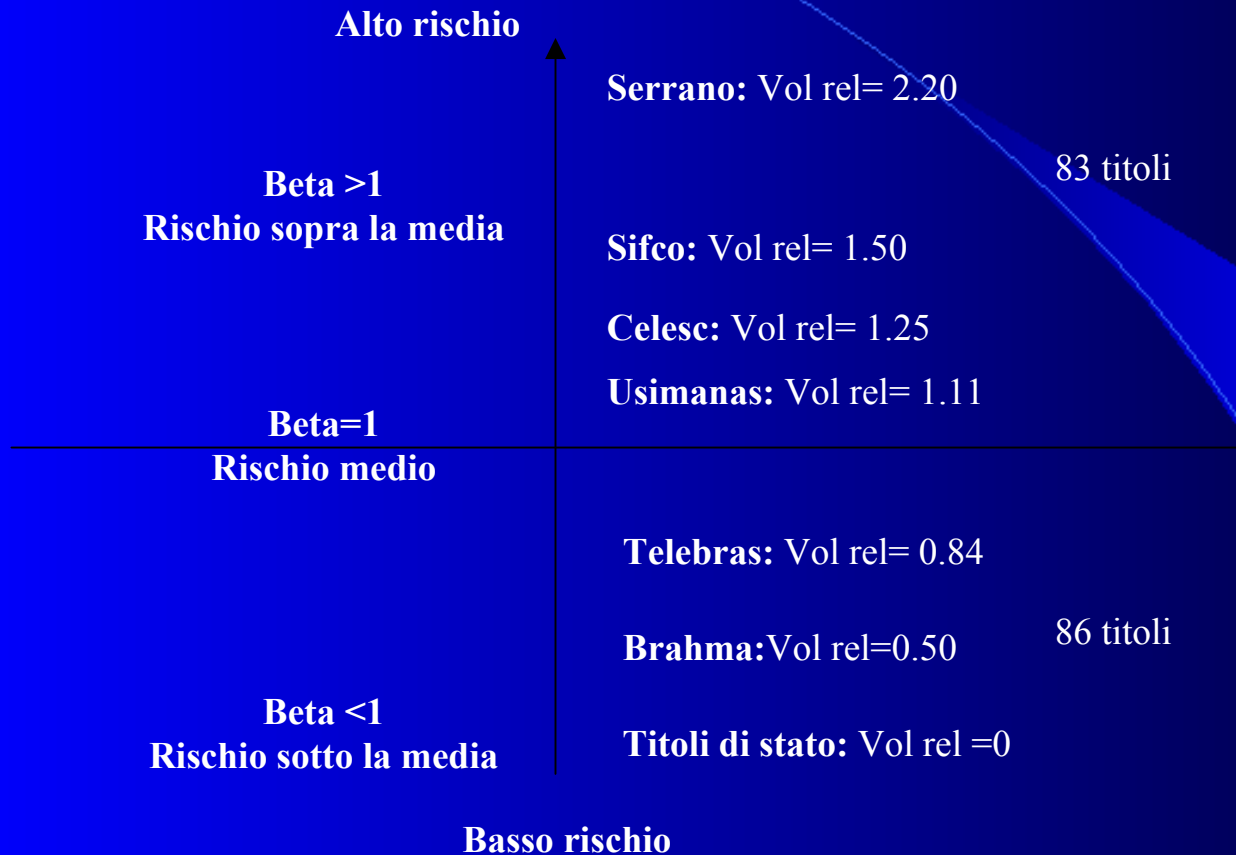 Alto rischio
Serrano: Vol rel= 2.20
83 titoli
Beta >1
Rischio sopra la media
Sifco: Vol rel= 1.50
Celesc: Vol rel= 1.25
Usimanas: Vol rel= 1.11
Beta=1
Rischio medio
Telebras: Vol rel= 0.84
86 titoli
Brahma:Vol rel=0.50
Beta <1
Rischio sotto la media
Titoli di stato: Vol rel =0
Basso rischio